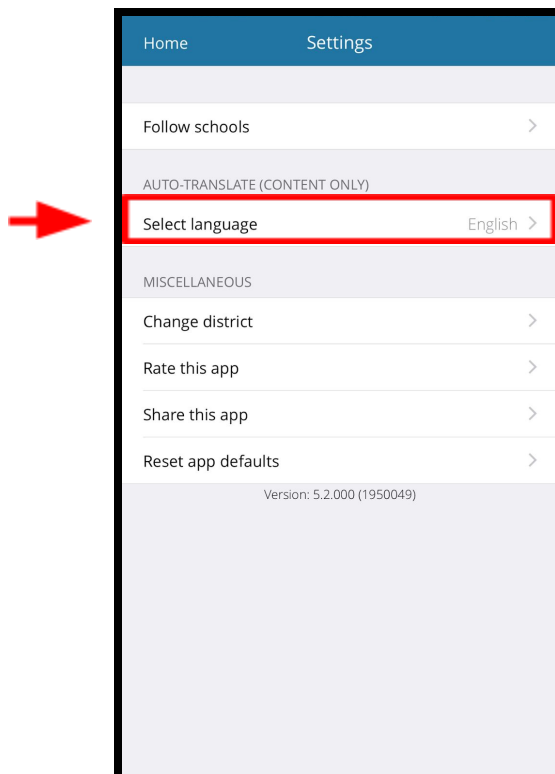 Home Settings
Follow schools
AUTO-TRANSLATE (CONTENT ONLY)
Select language English
MISCELLANEOUS
Change district
Rate this app
Share this app
Reset app defaults
Version: 5.2.000 (1950049)